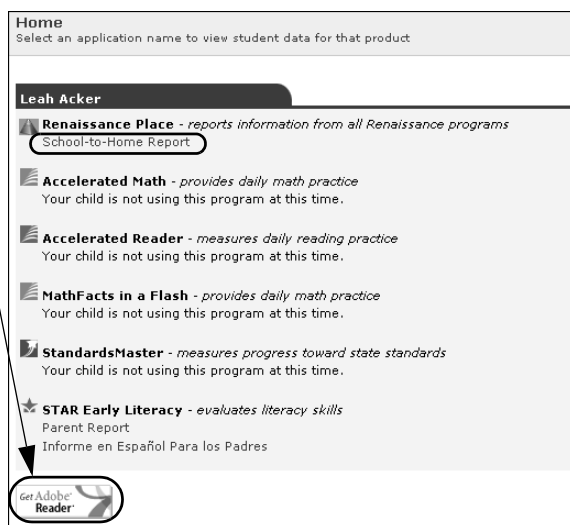 Home
Select an application name to view student data for that product
Leah Acker
Renaissance Place - reports information from all Renaissance programs
School-to-Home Report
Accelerated Math - provides daily math practice
Your child is not using this program at this time.
Accelerated Reader - measures daily reading practice
Your child is not using this program at this time.
MathFacts in a Flash - provides daily math practice
Your child is not using this program at this time.
StandardsMaster - measures progress toward state standards
Your child is not using this program at this time.
STAR Early Literacy - evaluates literacy skills
Parent Report
Informe en Español Para los Padres
Get Adobe®
Reader®